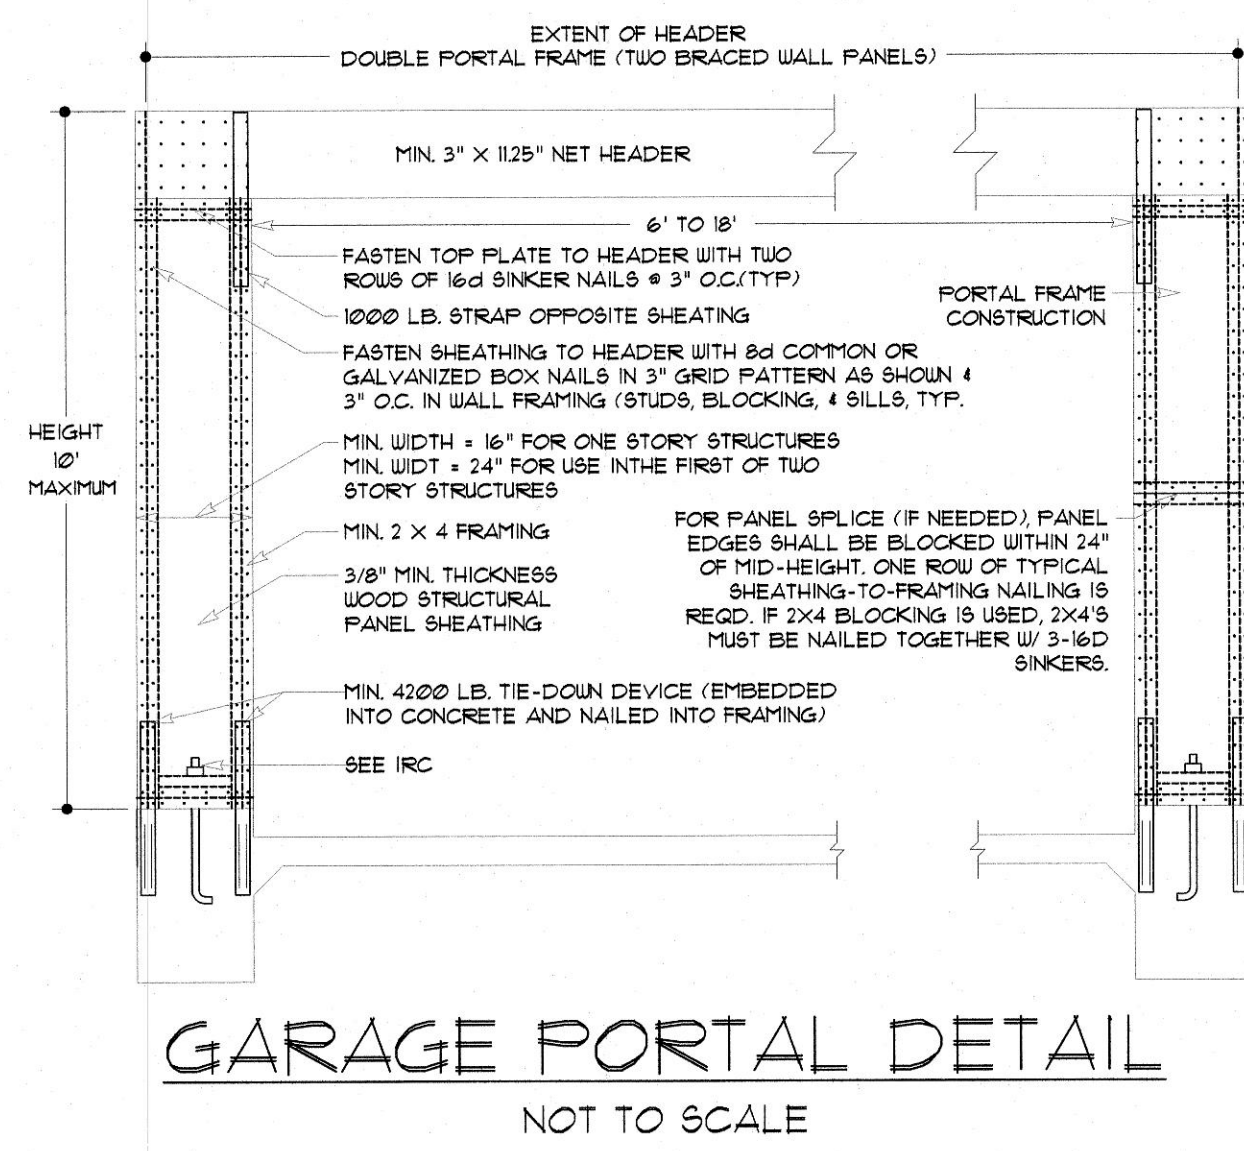 EXTENT OF HEADER
DOUBLE PORTAL FRAME (TWO BRACED WALL PANELS)
MIN. 3" X 11.25" NET HEADER
6' TO 18'
FASTEN TOP PLATE TO HEADER WITH TWO
ROWS OF 16d SINKER NAILS @ 3" O.C.(TYP)
1000 LB. STRAP OPPOSITE SHEATING
PORTAL FRAME
CONSTRUCTION
FASTEN SHEATHING TO HEADER WITH 8d COMMON OR
GALVANIZED BOX NAILS IN 3" GRID PATTERN AS SHOWN &
3" O.C. IN WALL FRAMING (STUDS, BLOCKING, & SILLS, TYP.
HEIGHT
10'
MAXIMUM
MIN. WIDTH = 16" FOR ONE STORY STRUCTURES
MIN. WIDT = 24" FOR USE INTHE FIRST OF TWO
STORY STRUCTURES
MIN. 2 X 4 FRAMING
3/8" MIN. THICKNESS
WOOD STRUCTURAL
PANEL SHEATHING
FOR PANEL SPLICE (IF NEEDED), PANEL
EDGES SHALL BE BLOCKED WITHIN 24"
OF MID-HEIGHT. ONE ROW OF TYPICAL
SHEATHING-TO-FRAMING NAILING IS
REQD. IF 2X4 BLOCKING IS USED, 2X4'S
MUST BE NAILED TOGETHER W/ 3-16D
SINKERS.
MIN. 4200 LB. TIE-DOWN DEVICE (EMBEDDED
INTO CONCRETE AND NAILED INTO FRAMING)
SEE IRC
GARAGE PORTAL DETAIL
NOT TO SCALE